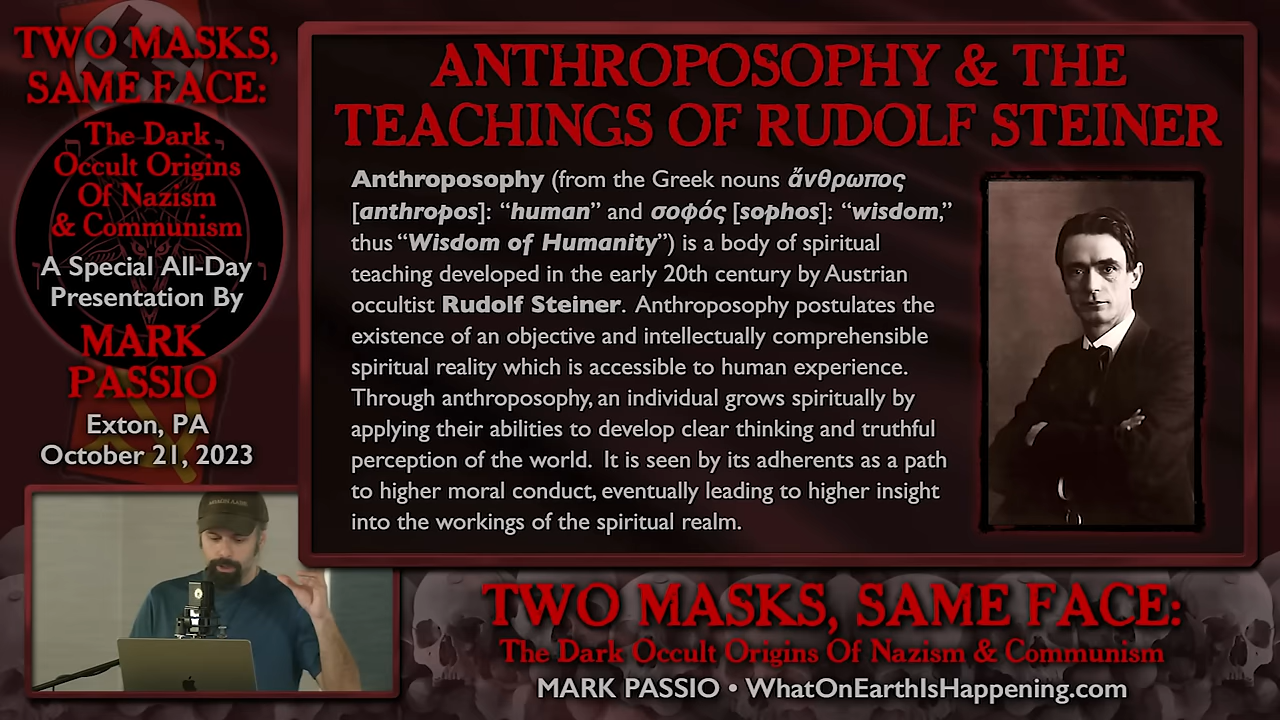 TWO MASKS,
SAME FACE:
The Dark
Occult Origins
Of Nazism
& Communism
A Special All-Day
Presentation By
MARK
PASSIO
Exton, PA
October 21, 2023
ANTHROPOSOPHY & THE
TEACHINGS OF RUDOLF STEINER
Anthroposophy (from the Greek nouns ἄνθρωπος
[anthropos]: “human” and σοφός [sophos]: “wisdom,”
thus “Wisdom of Humanity”) is a body of spiritual
teaching developed in the early 20th century by Austrian
occultist Rudolf Steiner. Anthroposophy postulates the
existence of an objective and intellectually comprehensible
spiritual reality which is accessible to human experience.
Through anthroposophy, an individual grows spiritually by
applying their abilities to develop clear thinking and truthful
perception of the world. It is seen by its adherents as a path
to higher moral conduct, eventually leading to higher insight
into the workings of the spiritual realm.
TWO MASKS, SAME FACE:
The Dark Occult Origins Of Nazism & Communism
MARK PASSIO • WhatOnEarthIsHappening.com